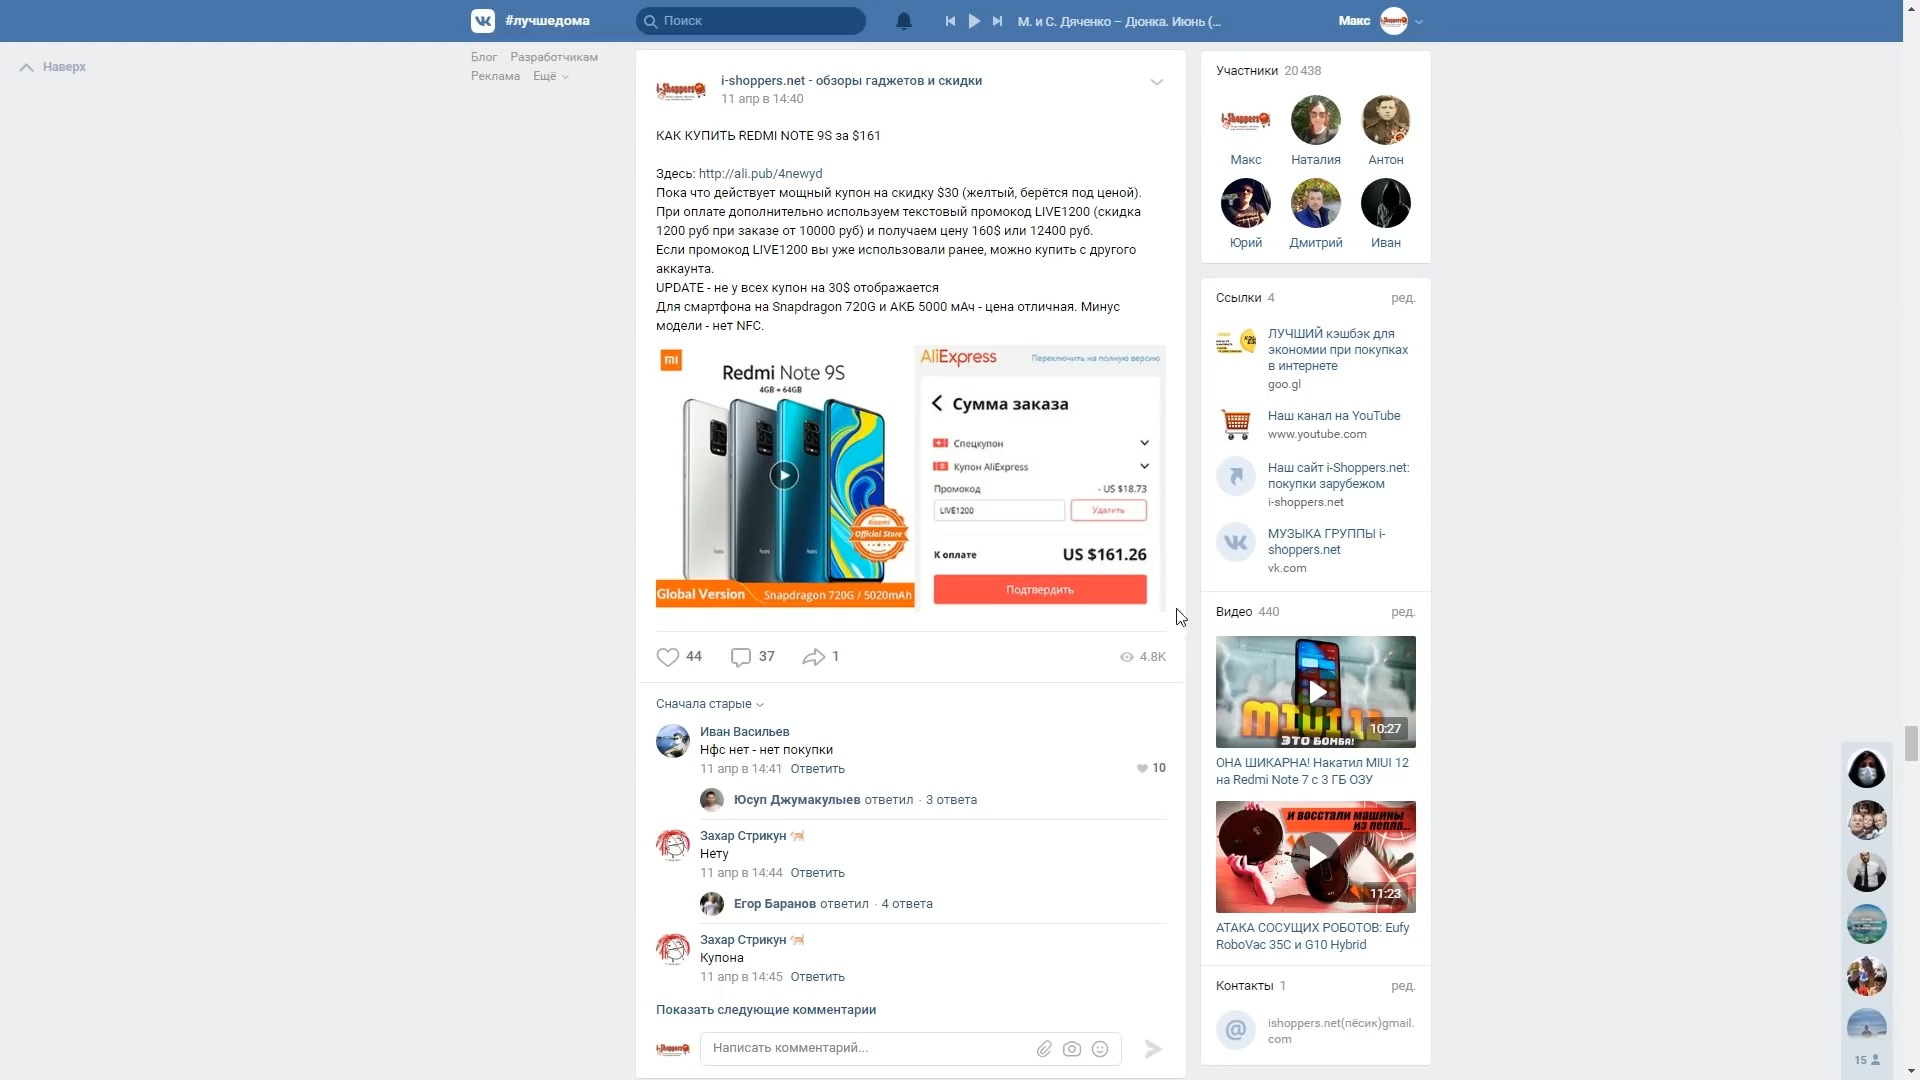 #лучшедома
Поиск
М. и С. Дяченко – Дюнка. Июнь (...
Макс
Наверх
Блог Разработчикам
Реклама Ещё
i-shoppers.net - обзоры гаджетов и скидки
11 апр в 14:40
КАК КУПИТЬ REDMI NOTE 9S за $161
Здесь: http://ali.pub/4newyd
Пока что действует мощный купон на скидку $30 (желтый, берётся под ценой).
При оплате дополнительно используем текстовый промокод LIVE1200 (скидка
1200 руб при заказе от 10000 руб) и получаем цену 160$ или 12400 руб.
Если промокод LIVE1200 вы уже использовали ранее, можно купить с другого
аккаунта.
UPDATE - не у всех купон на 30$ отображается
Для смартфона на Snapdragon 720G и АКБ 5000 мАч - цена отличная. Минус
модели - нет NFC.
Redmi Note 9S
4GB + 64GB
Xiaomi
Official Store
Global Version Snapdragon 720G / 5020mAh
AliExpress Переключить на полную версию
Сумма заказа
Спецкупон
Купон AliExpress
Промокод - US $18.73
LIVE1200 Удалить
К оплате US $161.26
Подтвердить
44 37 1 4.8K
Сначала старые
Иван Васильев
Нфс нет - нет покупки
11 апр в 14:41 Ответить 10
Юсуп Джумакулыев ответил · 3 ответа
Захар Стрикун
Нету
11 апр в 14:44 Ответить
Егор Баранов ответил · 4 ответа
Захар Стрикун
Купона
11 апр в 14:45 Ответить
Показать следующие комментарии
Написать комментарий...
Участники 20 438
i-Shoppers
Макс Наталия Антон
Юрий Дмитрий Иван
Ссылки 4 ред.
ЛУЧШИЙ кэшбэк для
экономии при покупках
в интернете
goo.gl
Наш канал на YouTube
www.youtube.com
Наш сайт i-Shoppers.net:
покупки зарубежом
i-shoppers.net
МУЗЫКА ГРУППЫ i-
shoppers.net
vk.com
Видео 440 ред.
MIUI 12
ЭТО БОМБА!
10:27
ОНА ШИКАРНА! Накатил MIUI 12
на Redmi Note 7 с 3 ГБ ОЗУ
И ВОССТАЛИ МАШИНЫ
ИЗ ПЕПЛА...
11:23
АТАКА СОСУЩИХ РОБОТОВ: Eufy
RoboVac 35C и G10 Hybrid
Контакты 1 ред.
ishoppers.net(пёсик)gmail.
com
15